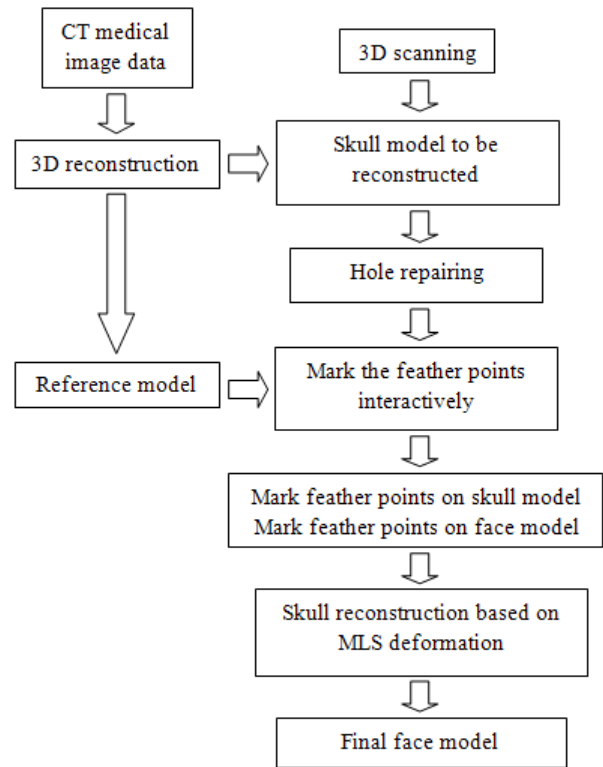 CT medical
image data
3D scanning
3D reconstruction
Skull model to be
reconstructed
Hole repairing
Reference model
Mark the feather points
interactively
Mark feather points on skull model
Mark feather points on face model
Skull reconstruction based on
MLS deformation
Final face model